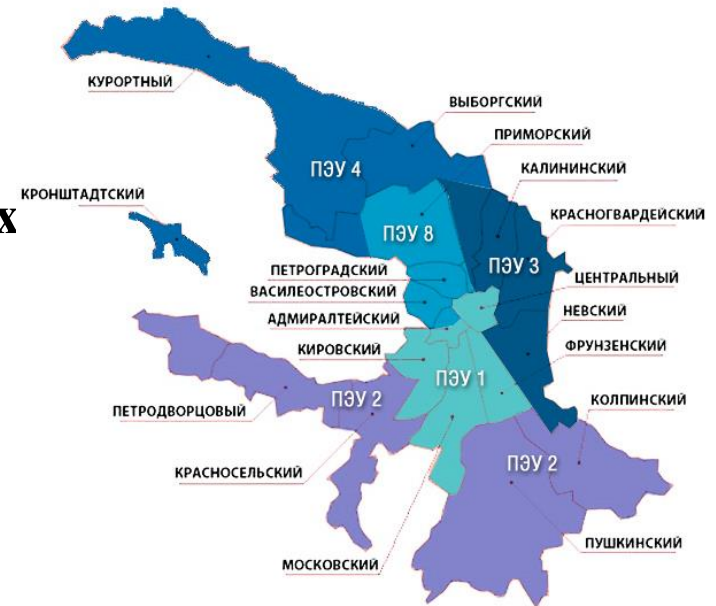 КУРОРТНЫЙ
ВЫБОРГСКИЙ
ПРИМОРСКИЙ
ПЭУ 4
КАЛИНИНСКИЙ
КРОНШТАДТСКИЙ
х
КРАСНОГВАРДЕЙСКИЙ
ПЭУ 8
ПЭУ 3
ПЕТРОГРАДСКИЙ
ЦЕНТРАЛЬНЫЙ
ВАСИЛЕОСТРОВСКИЙ
АДМИРАЛТЕЙСКИЙ
НЕВСКИЙ
КИРОВСКИЙ
ФРУНЗЕНСКИЙ
ПЭУ 1
ПЭУ 2
КОЛПИНСКИЙ
ПЕТРОДВОРЦОВЫЙ
КРАСНОСЕЛЬСКИЙ
ПЭУ 2
ПУШКИНСКИЙ
МОСКОВСКИЙ